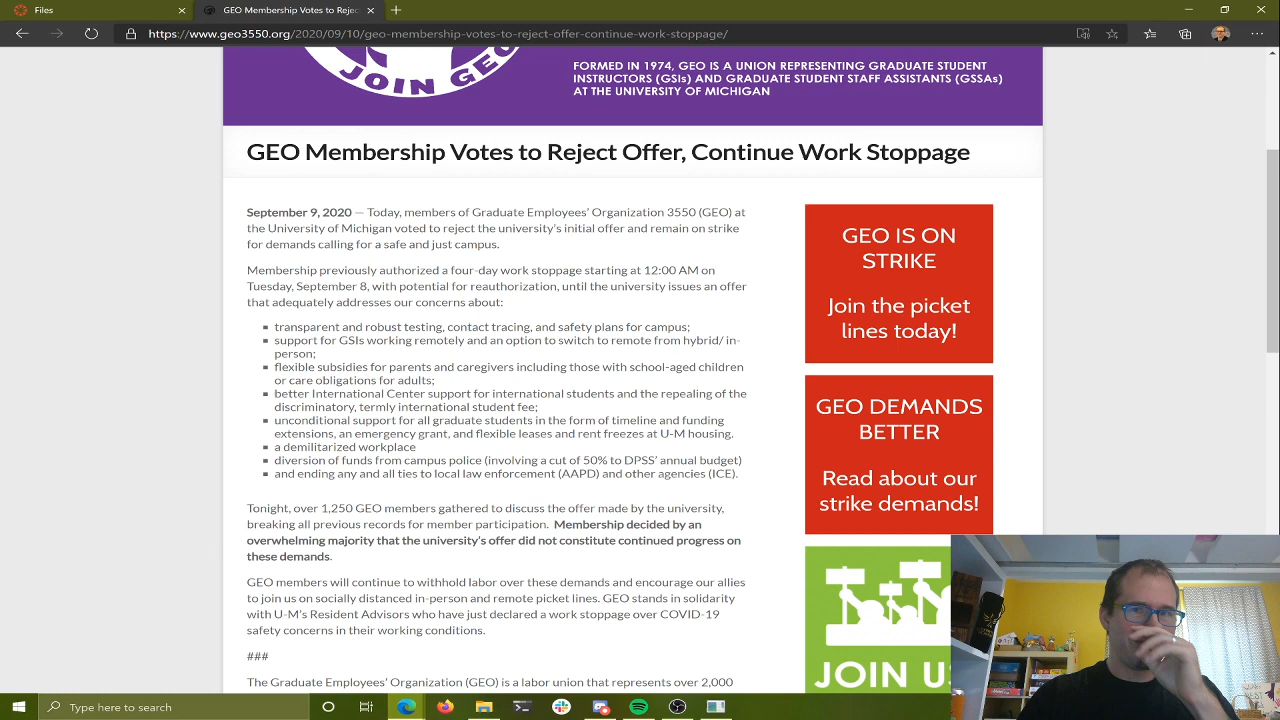 Files
GEO Membership Votes to Rejec
https://www.geo3550.org/2020/09/10/geo-membership-votes-to-reject-offer-continue-work-stoppage/
JOIN GEO
FORMED IN 1974, GEO IS A UNION REPRESENTING GRADUATE STUDENT
INSTRUCTORS (GSIs) AND GRADUATE STUDENT STAFF ASSISTANTS (GSSAs)
AT THE UNIVERSITY OF MICHIGAN
GEO Membership Votes to Reject Offer, Continue Work Stoppage
September 9, 2020 — Today, members of Graduate Employees’ Organization 3550 (GEO) at
the University of Michigan voted to reject the university’s initial offer and remain on strike
for demands calling for a safe and just campus.
Membership previously authorized a four-day work stoppage starting at 12:00 AM on
Tuesday, September 8, with potential for reauthorization, until the university issues an offer
that adequately addresses our concerns about:
transparent and robust testing, contact tracing, and safety plans for campus;
support for GSIs working remotely and an option to switch to remote from hybrid/ in-
person;
flexible subsidies for parents and caregivers including those with school-aged children
or care obligations for adults;
better International Center support for international students and the repealing of the
discriminatory, termly international student fee;
unconditional support for all graduate students in the form of timeline and funding
extensions, an emergency grant, and flexible leases and rent freezes at U-M housing.
a demilitarized workplace
diversion of funds from campus police (involving a cut of 50% to DPSS’ annual budget)
and ending any and all ties to local law enforcement (AAPD) and other agencies (ICE).
Tonight, over 1,250 GEO members gathered to discuss the offer made by the university,
breaking all previous records for member participation. Membership decided by an
overwhelming majority that the university’s offer did not constitute continued progress on
these demands.
GEO members will continue to withhold labor over these demands and encourage our allies
to join us on socially distanced in-person and remote picket lines. GEO stands in solidarity
with U-M’s Resident Advisors who have just declared a work stoppage over COVID-19
safety concerns in their working conditions.
###
The Graduate Employees’ Organization (GEO) is a labor union that represents over 2,000
GEO IS ON
STRIKE
Join the picket
lines today!
GEO DEMANDS
BETTER
Read about our
strike demands!
JOIN US
Type here to search